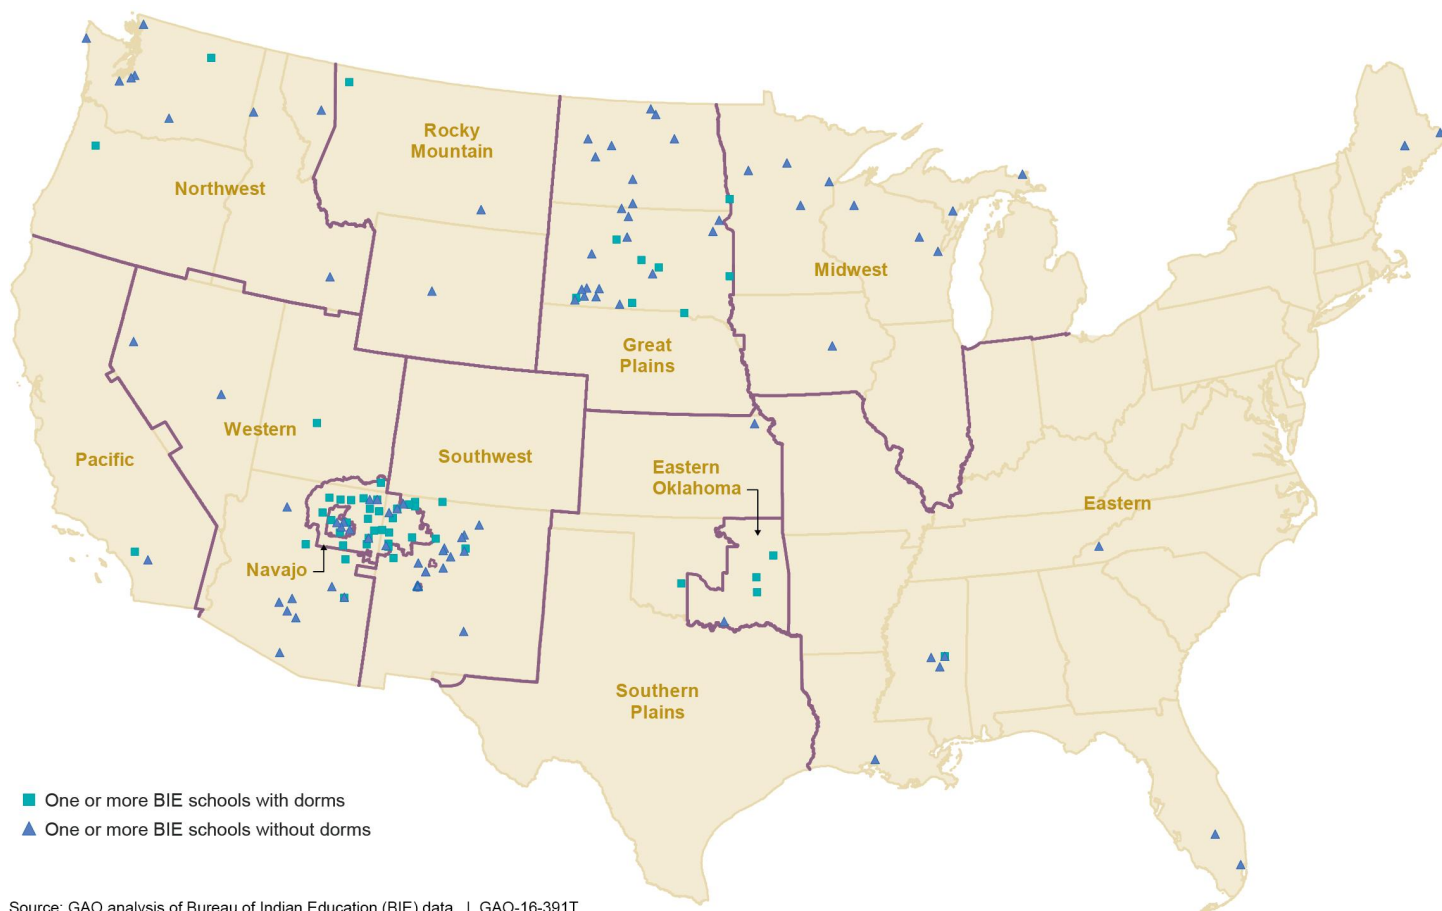 Rocky
Mountain
Northwest
Midwest
Great
Plains
Western
Southwest
Pacific
Eastern
Oklahoma
Eastern
Navajo
Southern
Plains
One or more BIE schools with dorms
One or more BIE schools without dorms
Source: GAO analysis of Bureau of Indian Education (BIE) data. | GAO-16-391T